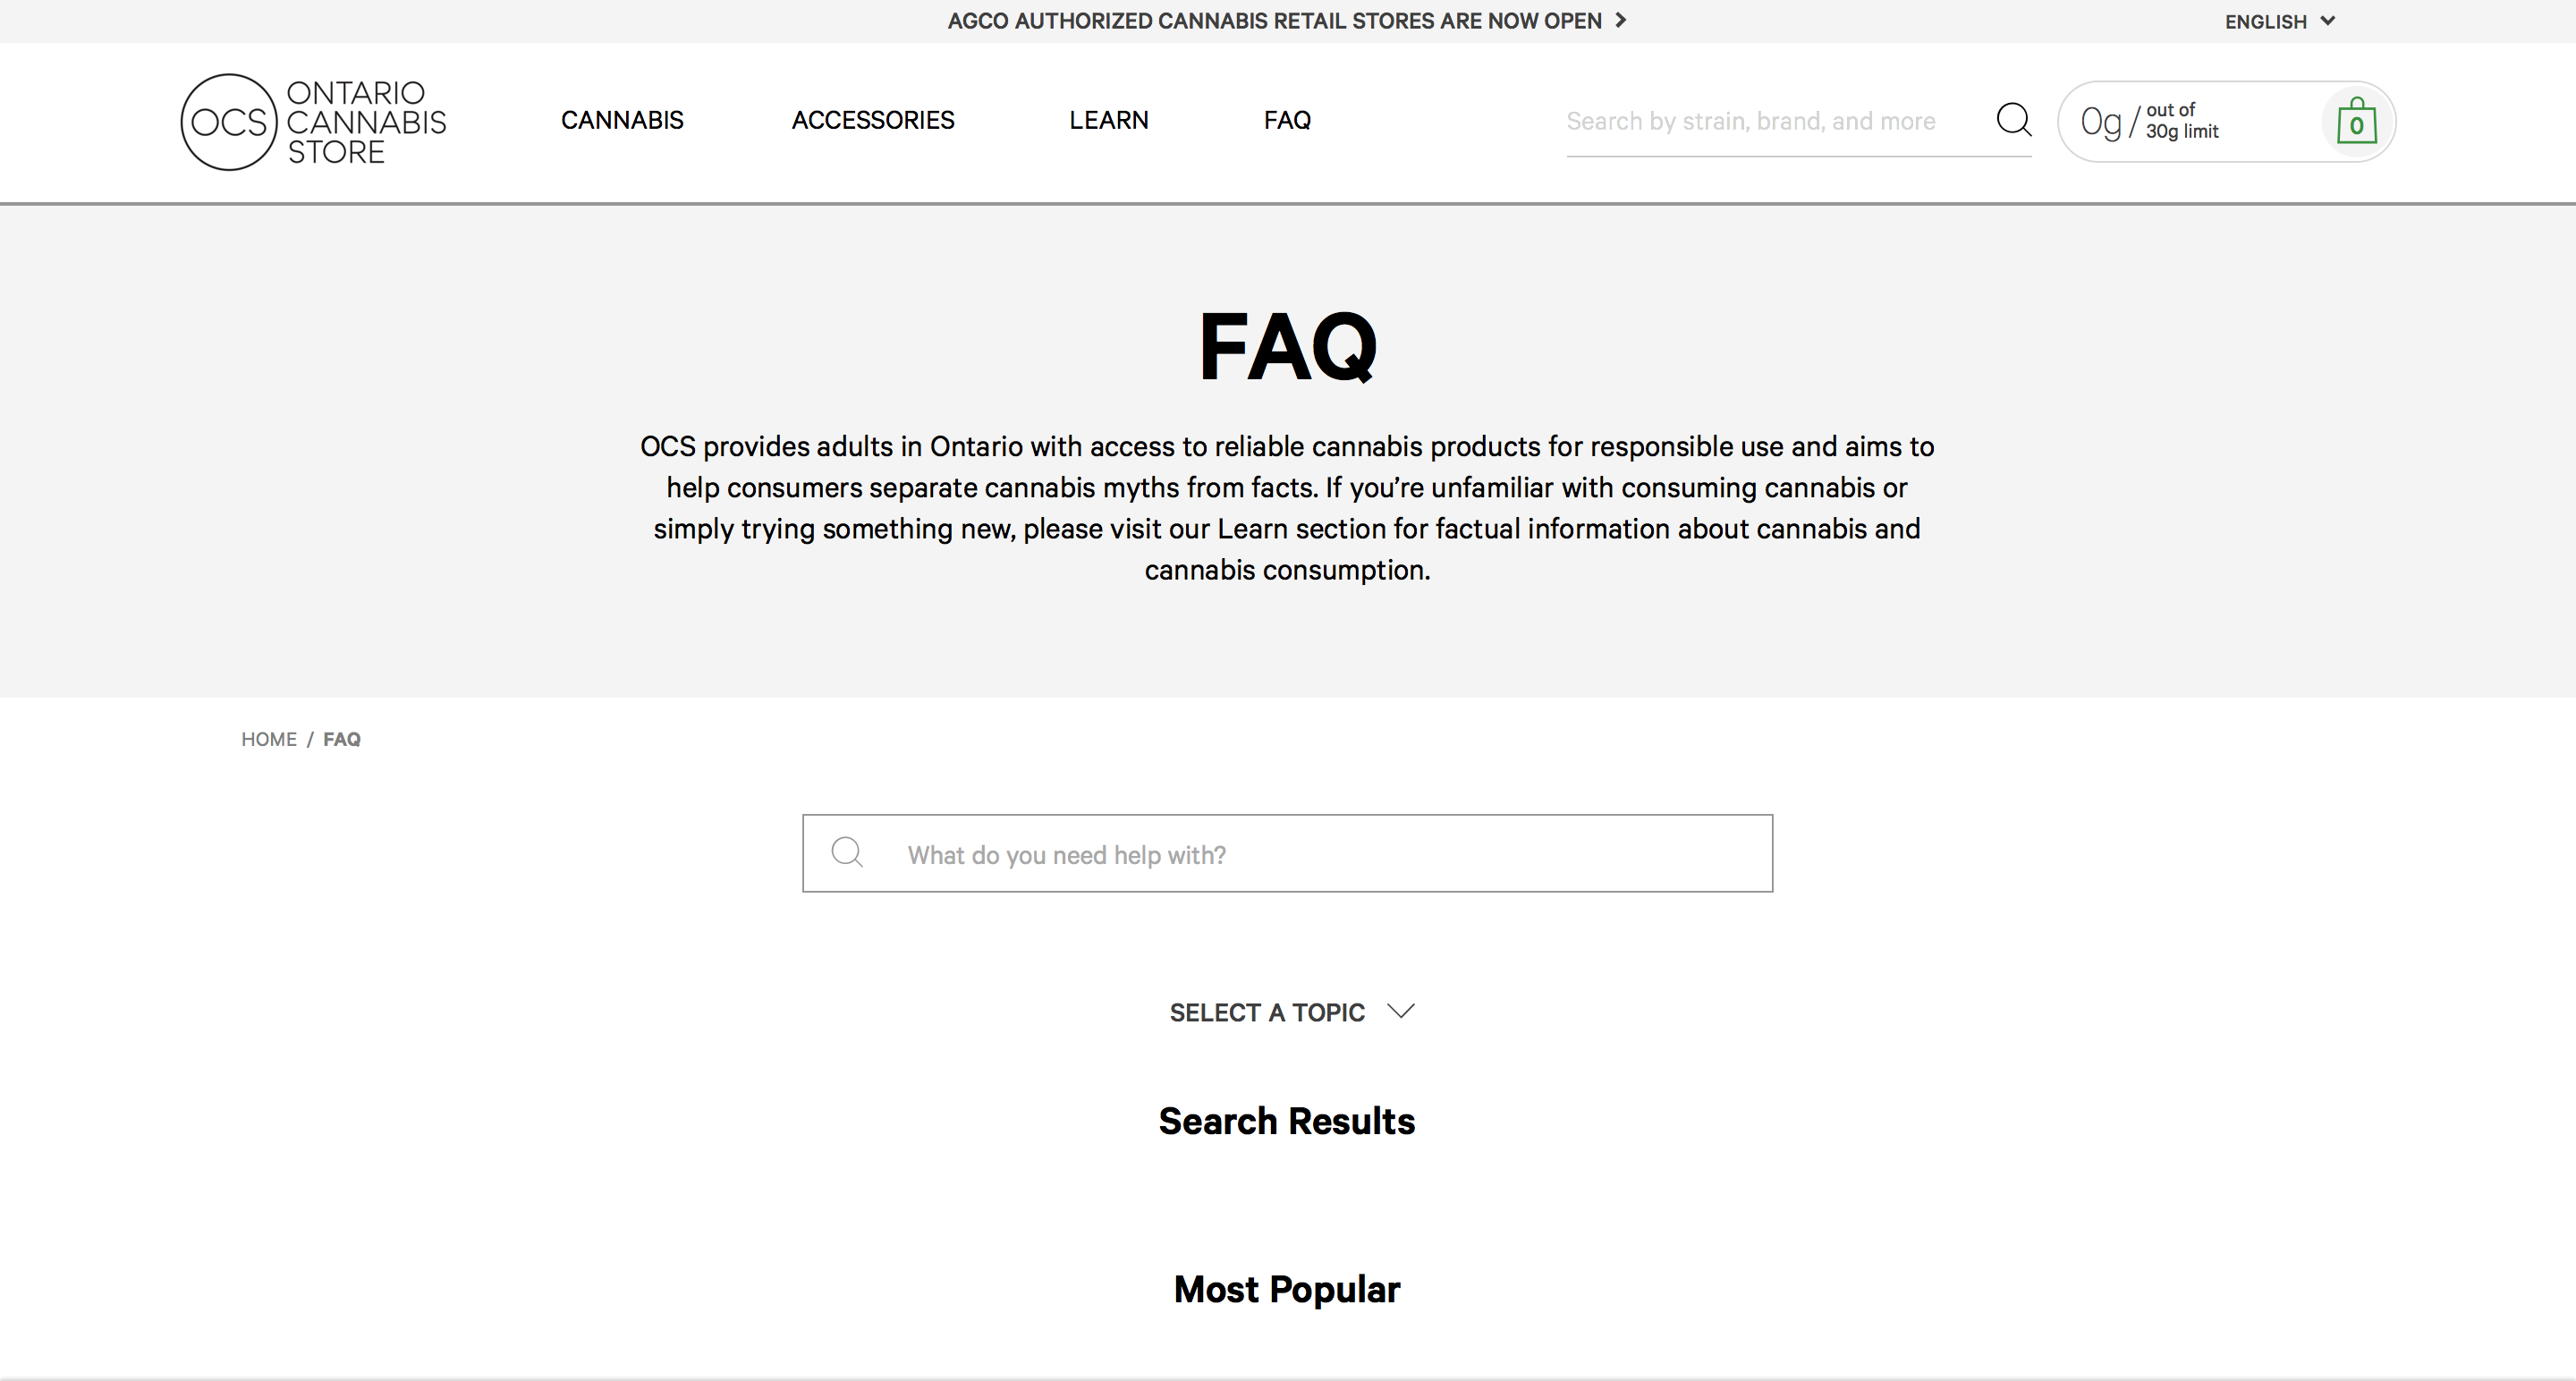 AGCO AUTHORIZED CANNABIS RETAIL STORES ARE NOW OPEN
ENGLISH
OCS
ONTARIO
CANNABIS
STORE
CANNABIS
ACCESSORIES
LEARN
FAQ
Search by strain, brand, and more
0g/
out of
30g limit
0
FAQ
OCS provides adults in Ontario with access to reliable cannabis products for responsible use and aims to
help consumers separate cannabis myths from facts. If you’re unfamiliar with consuming cannabis or
simply trying something new, please visit our Learn section for factual information about cannabis and
cannabis consumption.
HOME / FAQ
What do you need help with?
SELECT A TOPIC
Search Results
Most Popular